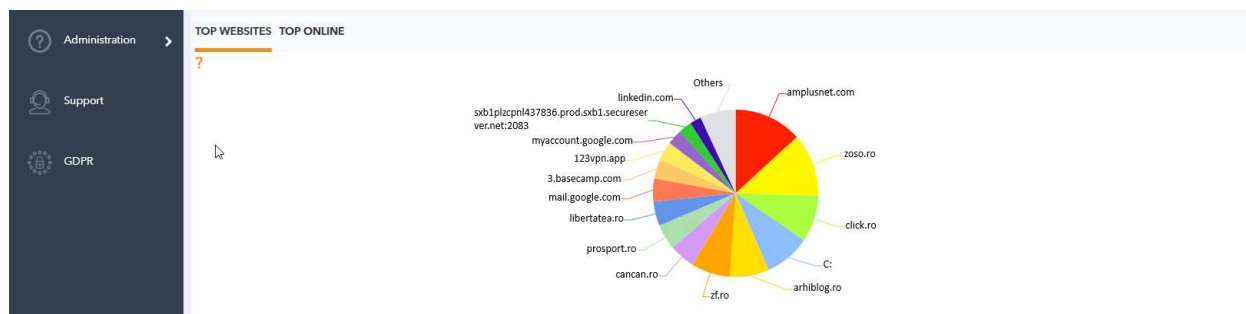 Administration
Support
GDPR
TOP WEBSITES TOP ONLINE
?
Others
amplusnet.com
linkedin.com
sxb1plzcpnl437836.prod.sxb1.secureser
ver.net:2083
myaccount.google.com
zoso.ro
123vpn.app
3.basecamp.com
mail.google.com
libertatea.ro
click.ro
prosport.ro
C:
cancan.ro
arhiblog.ro
zf.ro